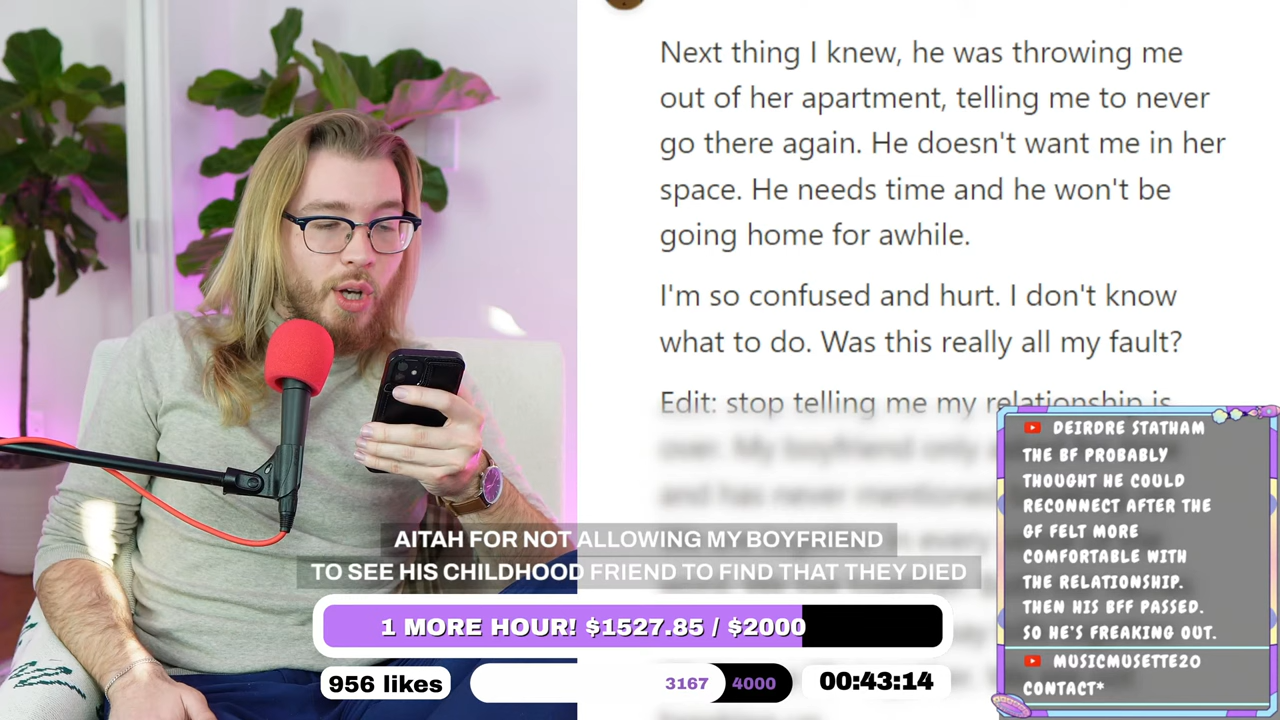 Next thing I knew, he was throwing me
out of her apartment, telling me to never
go there again. He doesn't want me in her
space. He needs time and he won't be
going home for awhile.
I'm so confused and hurt. I don't know
what to do. Was this really all my fault?
Edit: stop telling me my relationship is
over. My boyfriend only
AITAH FOR NOT ALLOWING MY BOYFRIEND
TO SEE HIS CHILDHOOD FRIEND TO FIND THAT THEY DIED
1 MORE HOUR! $1527.85 / $2000
956 likes
3167 4000
00:43:14
DEIRDRE STATHAM
THE BF PROBABLY
THOUGHT HE COULD
RECONNECT AFTER THE
GF FELT MORE
COMFORTABLE WITH
THE RELATIONSHIP.
THEN HIS BFF PASSED.
SO HE'S FREAKING OUT.
MUSICMUSETTE20
CONTACT*